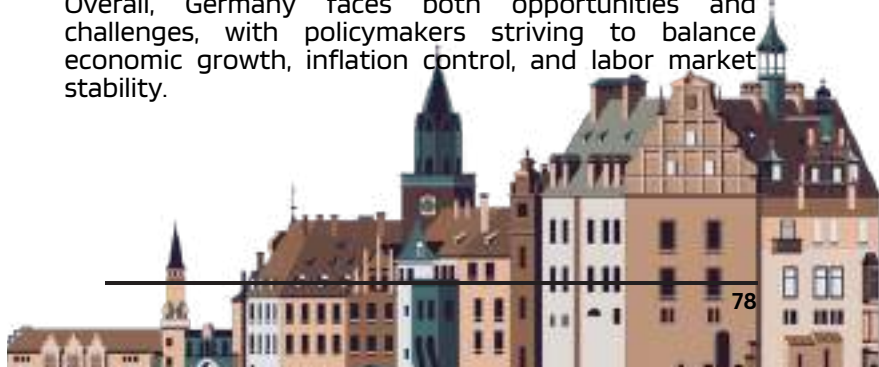 Overall, Germany faces both opportunities and
challenges, with policymakers striving to balance
economic growth, inflation control, and labor market
stability.
78